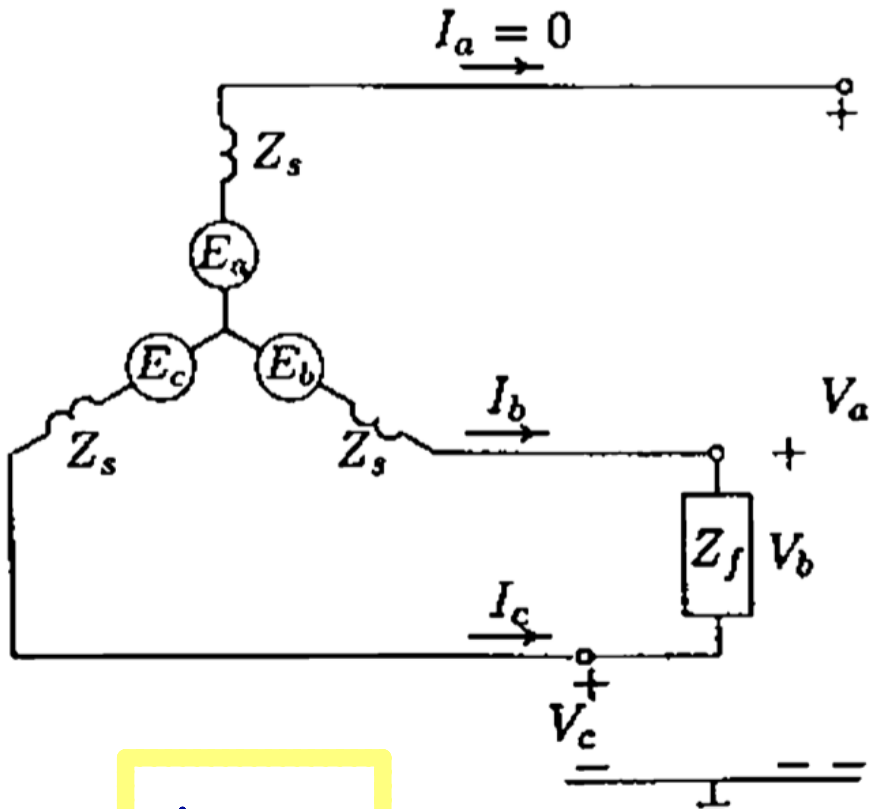 I_a = 0
+
Z_s
E_a
E_c E_b
I_b V_a
Z_s Z_s +
Z_f V_b
I_c
+
V_c
− − −